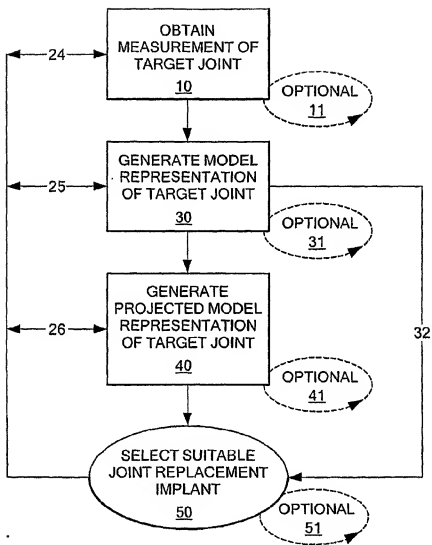 OBTAIN
MEASUREMENT OF
TARGET JOINT
10
24
OPTIONAL
11
GENERATE MODEL
REPRESENTATION
OF TARGET JOINT
30
25
OPTIONAL
31
GENERATE
PROJECTED MODEL
REPRESENTATION
OF TARGET JOINT
40
26
32
OPTIONAL
41
SELECT SUITABLE
JOINT REPLACEMENT
IMPLANT
50
OPTIONAL
51